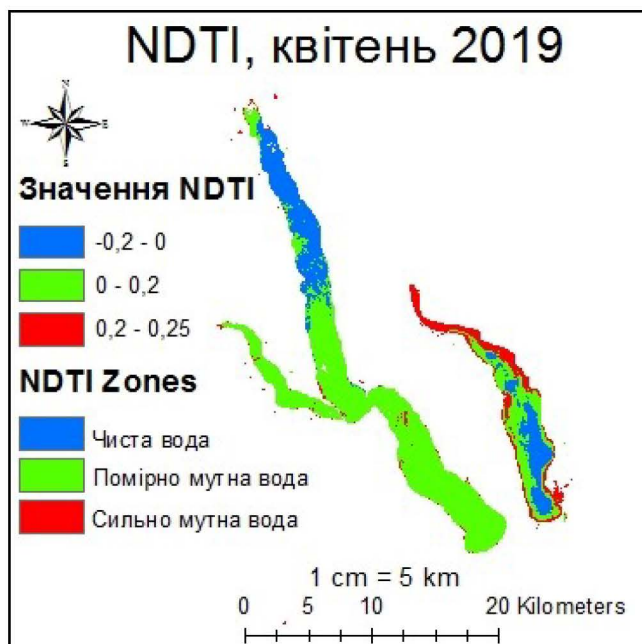 NDTI, квітень 2019
N
W E
S
Значення NDTI
-0,2 - 0
0 - 0,2
0,2 - 0,25
NDTI Zones
Чиста вода
Помірно мутна вода
Сильно мутна вода
1 cm = 5 km
0 5 10 20 Kilometers